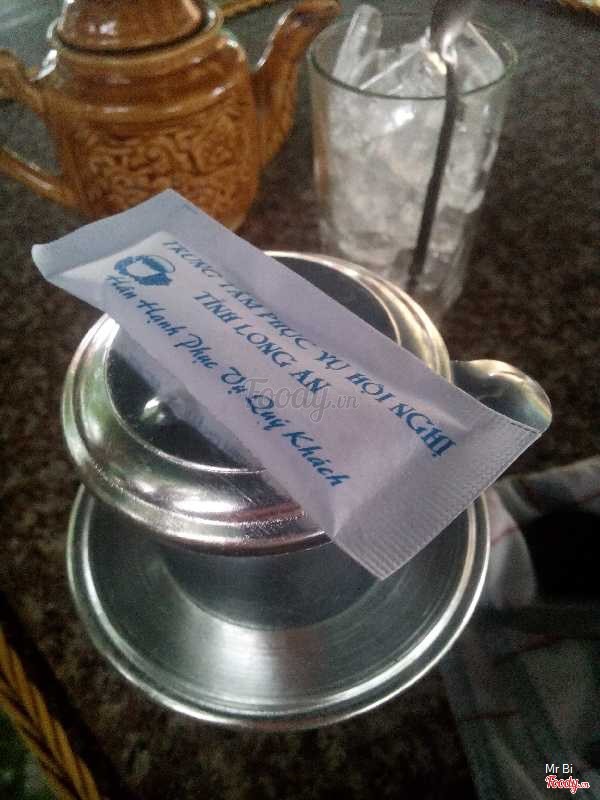 TRUNG TÂM PHỤC VỤ HỘI NGHỊ
TỈNH LONG AN
Hân Hạnh Phục Vụ Quý Khách
Foody.vn
Mr Bi
Foody.vn